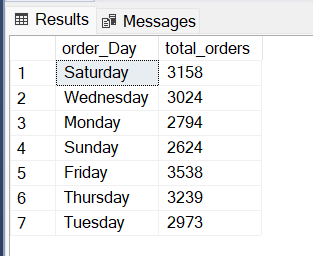 Results Messages
order_Day total_orders
1 Saturday 3158
2 Wednesday 3024
3 Monday 2794
4 Sunday 2624
5 Friday 3538
6 Thursday 3239
7 Tuesday 2973